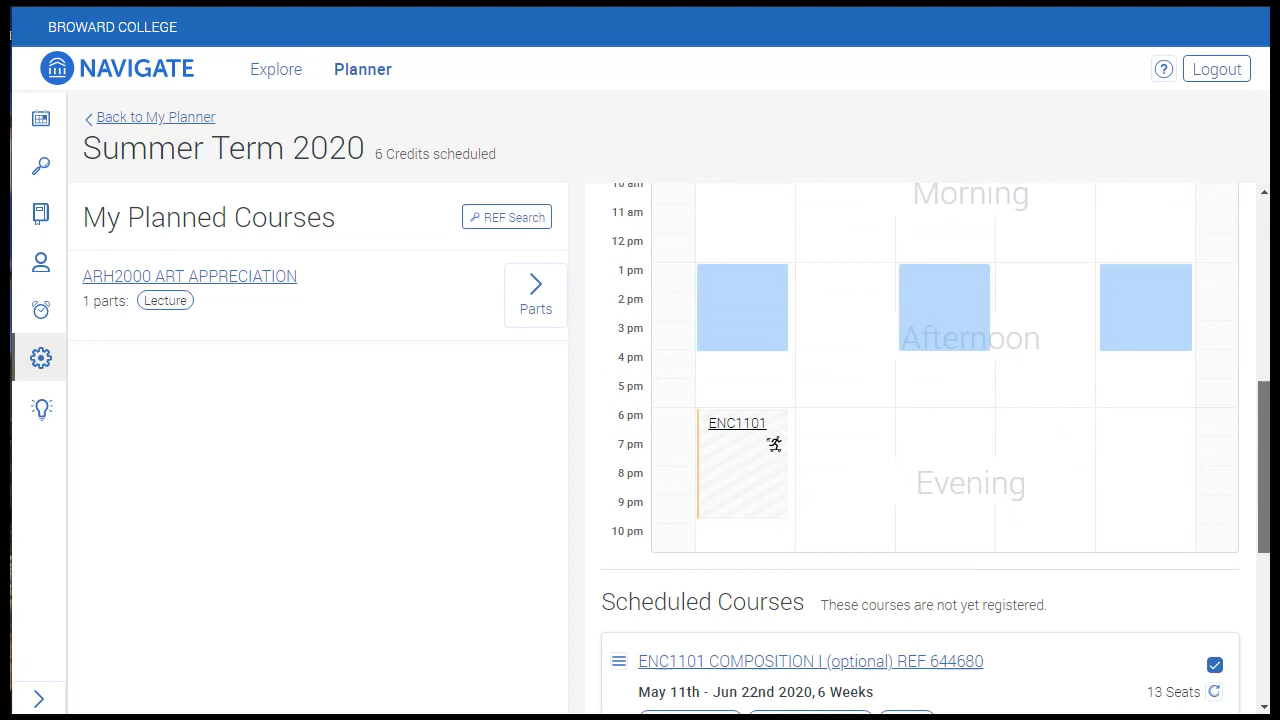 BROWARD COLLEGE
NAVIGATE
Explore
Planner
?
Logout
Back to My Planner
Summer Term 2020 6 Credits scheduled
My Planned Courses
REF Search
ARH2000 ART APPRECIATION
1 parts: Lecture
Parts
10 am
Morning
11 am
12 pm
1 pm
2 pm
3 pm
Afternoon
4 pm
5 pm
6 pm
ENC1101
7 pm
8 pm
Evening
9 pm
10 pm
Scheduled Courses These courses are not yet registered.
ENC1101 COMPOSITION I (optional) REF 644680
May 11th - Jun 22nd 2020, 6 Weeks
13 Seats